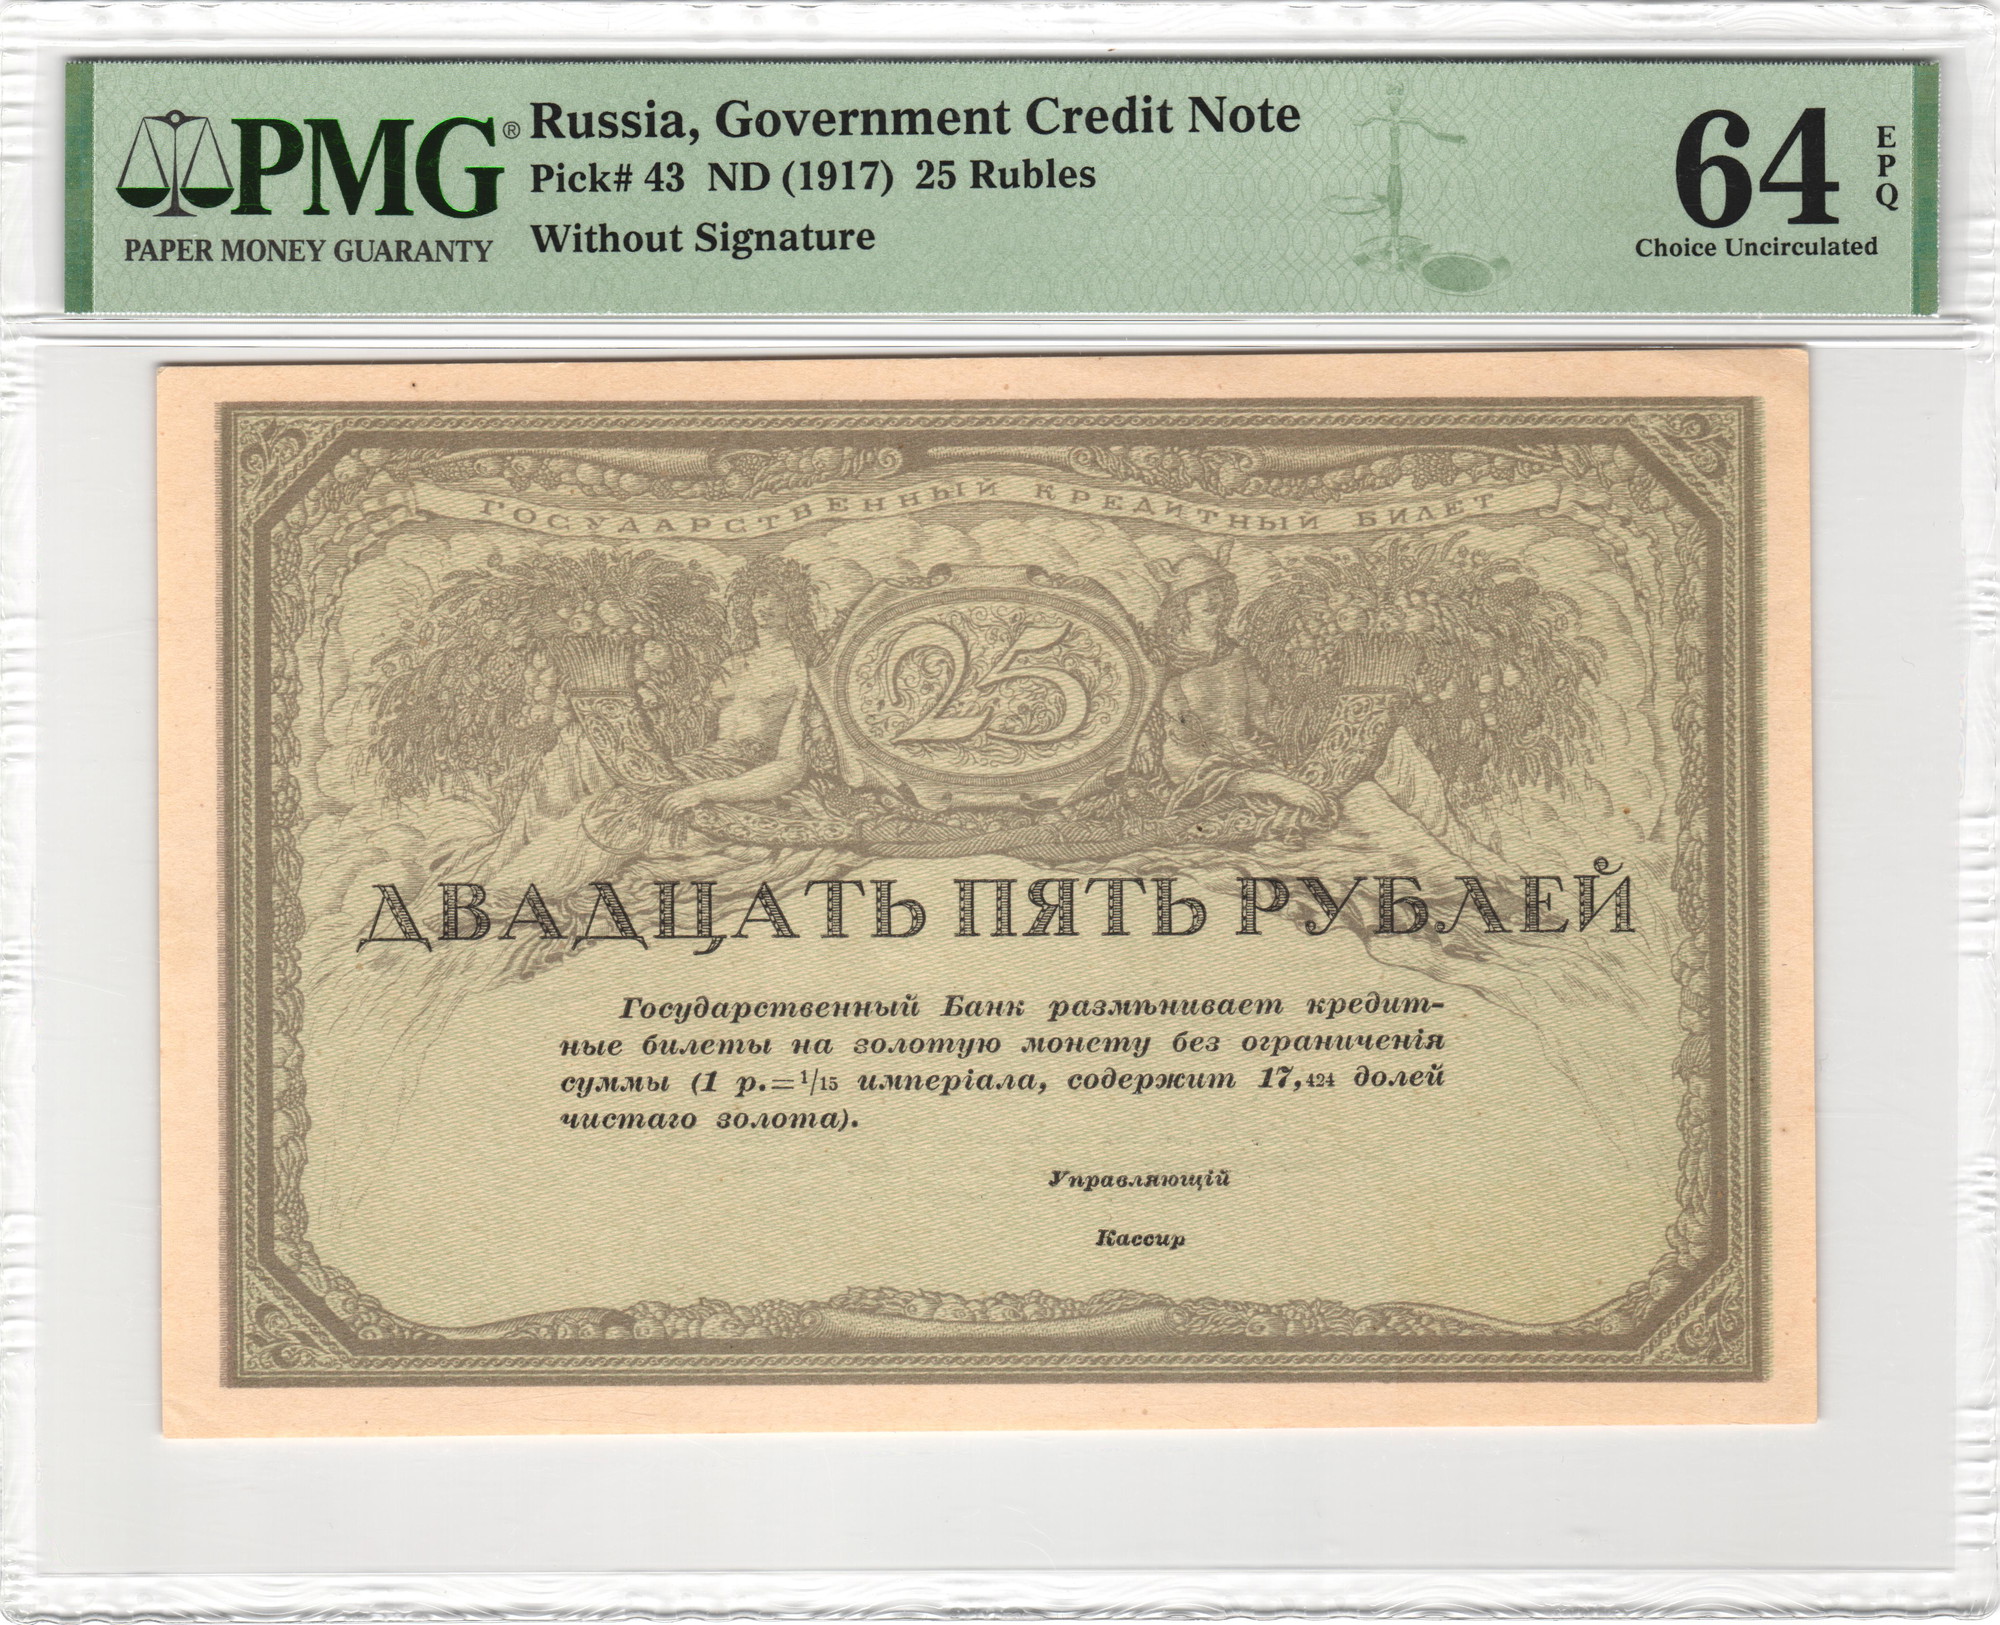 PMG® Russia, Government Credit Note
Pick# 43 ND (1917) 25 Rubles
Without Signature
PAPER MONEY GUARANTY
64 EPQ
Choice Uncirculated
ГОСУДАРСТВЕННЫЙ КРЕДИТНЫЙ БИЛЕТ
25
ДВАДЦАТЬ ПЯТЬ РУБЛЕЙ
Государственный Банк размѣнивает кредит-
ные билеты на золотую монету без ограниченія
суммы (1 р.=1/15 имперіала, содержит 17,424 долей
чистаго золота).
Управляющій
Кассир